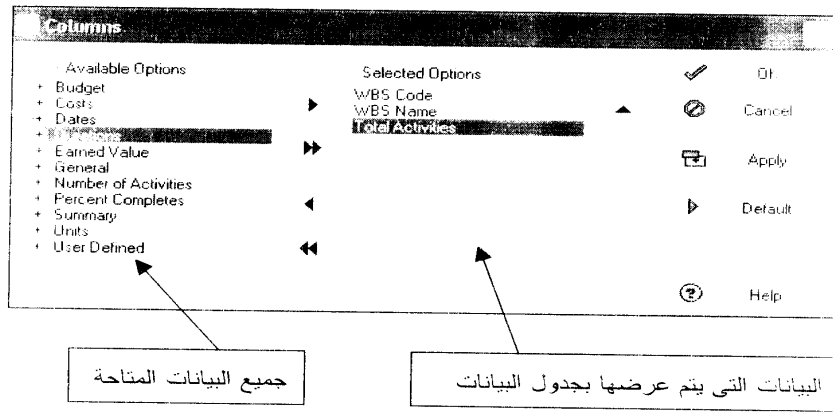 Columns
Available Options
Budget
Costs
Dates
Earned Value
General
Number of Activities
Percent Completes
Summary
Units
User Defined
Selected Options
WBS Code
WBS Name
Total Activities
Cancel
Apply
Default
Help
جميع البيانات المتاحة
البيانات التى يتم عرضها بجدول البيانات